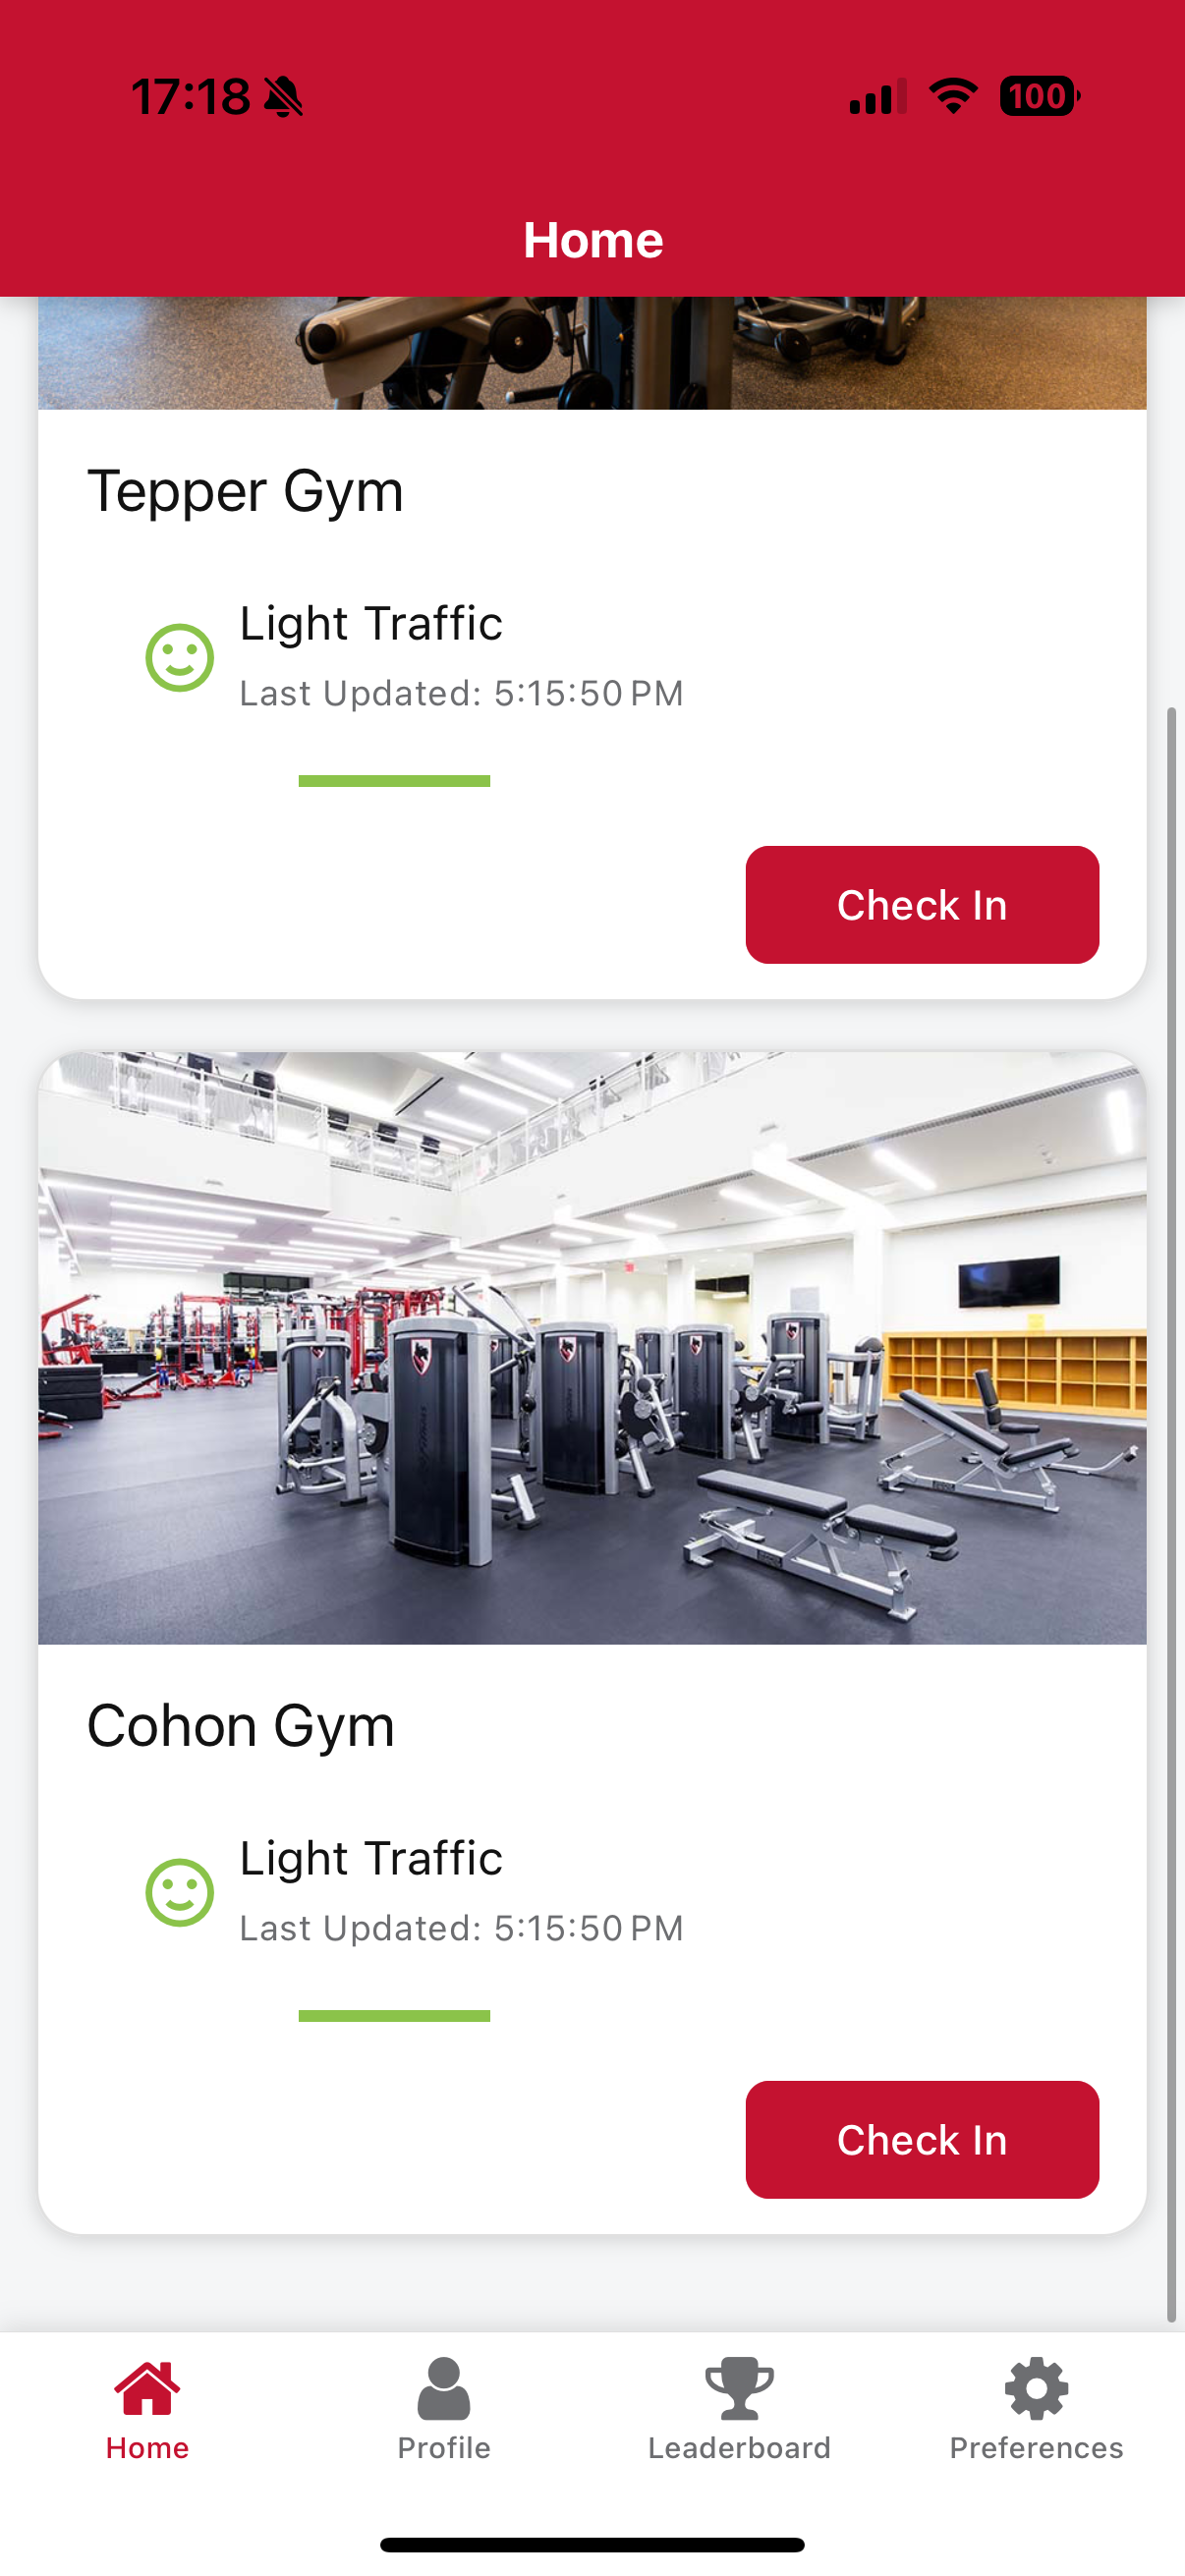 17:18
100
Home
Tepper Gym
Light Traffic
Last Updated: 5:15:50 PM
Check In
Cohon Gym
Light Traffic
Last Updated: 5:15:50 PM
Check In
Home
Profile
Leaderboard
Preferences